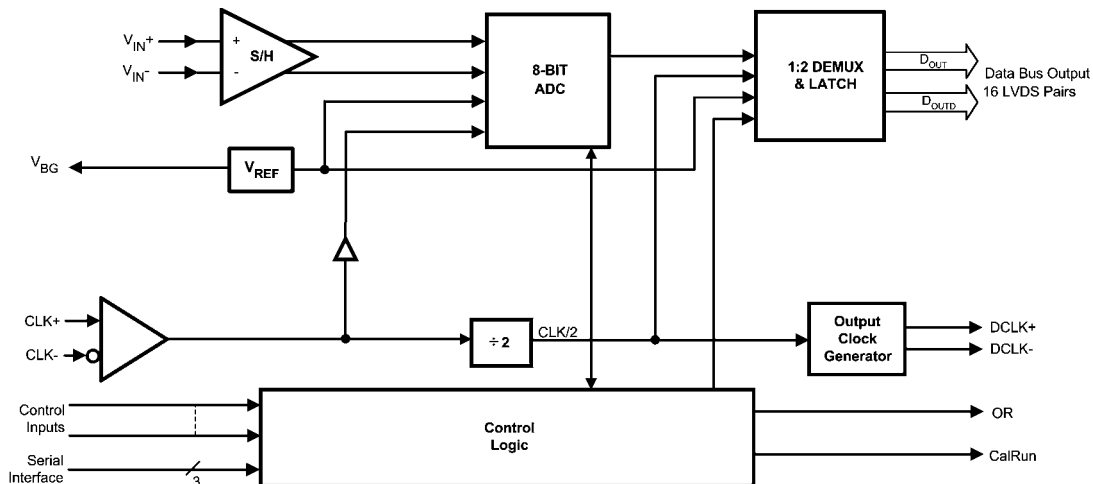 VIN+
+
S/H
VIN-
-
8-BIT
ADC
1:2 DEMUX
& LATCH
DOUT
DOUTD
Data Bus Output
16 LVDS Pairs
VBG
VREF
CLK+
CLK-
÷ 2
CLK/2
Output
Clock
Generator
DCLK+
DCLK-
Control
Inputs
Serial
Interface
3
Control
Logic
OR
CalRun